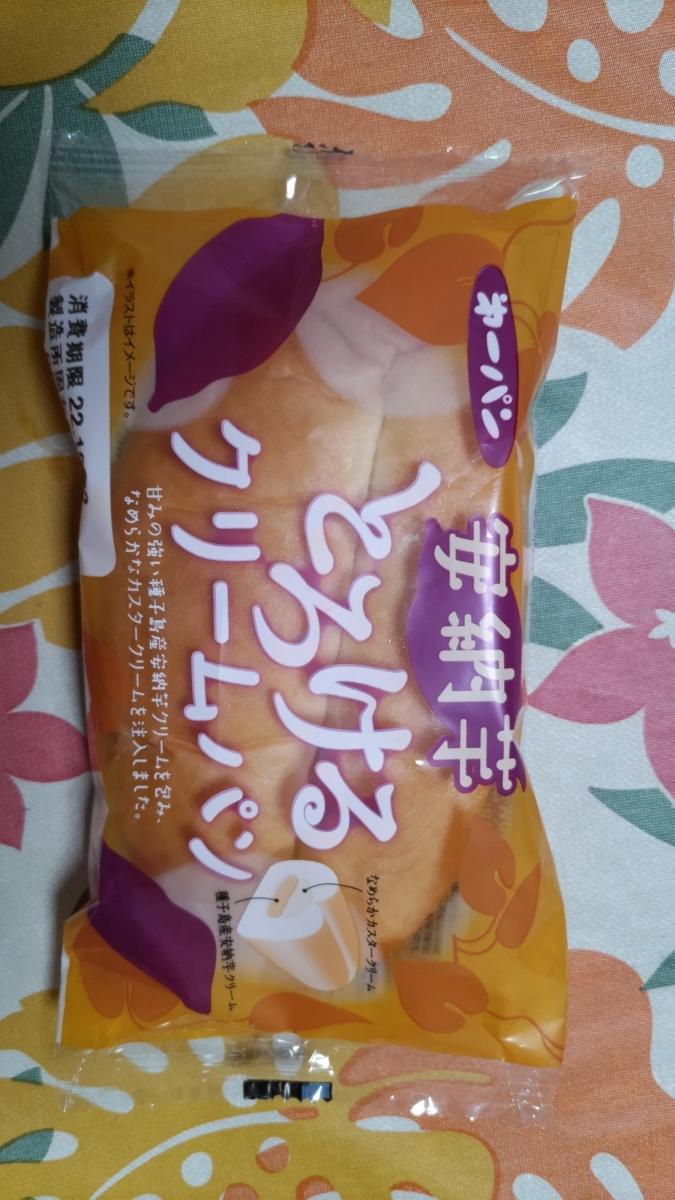 第一パン
安納芋
とろける
クリームパン
甘みの強い種子島産安納芋クリームを包み、
なめらかなカスタークリームを注入しました。
なめらかカスタークリーム
種子島産安納芋クリーム
※イラストはイメージです。
消費期限 22.1
製造所固